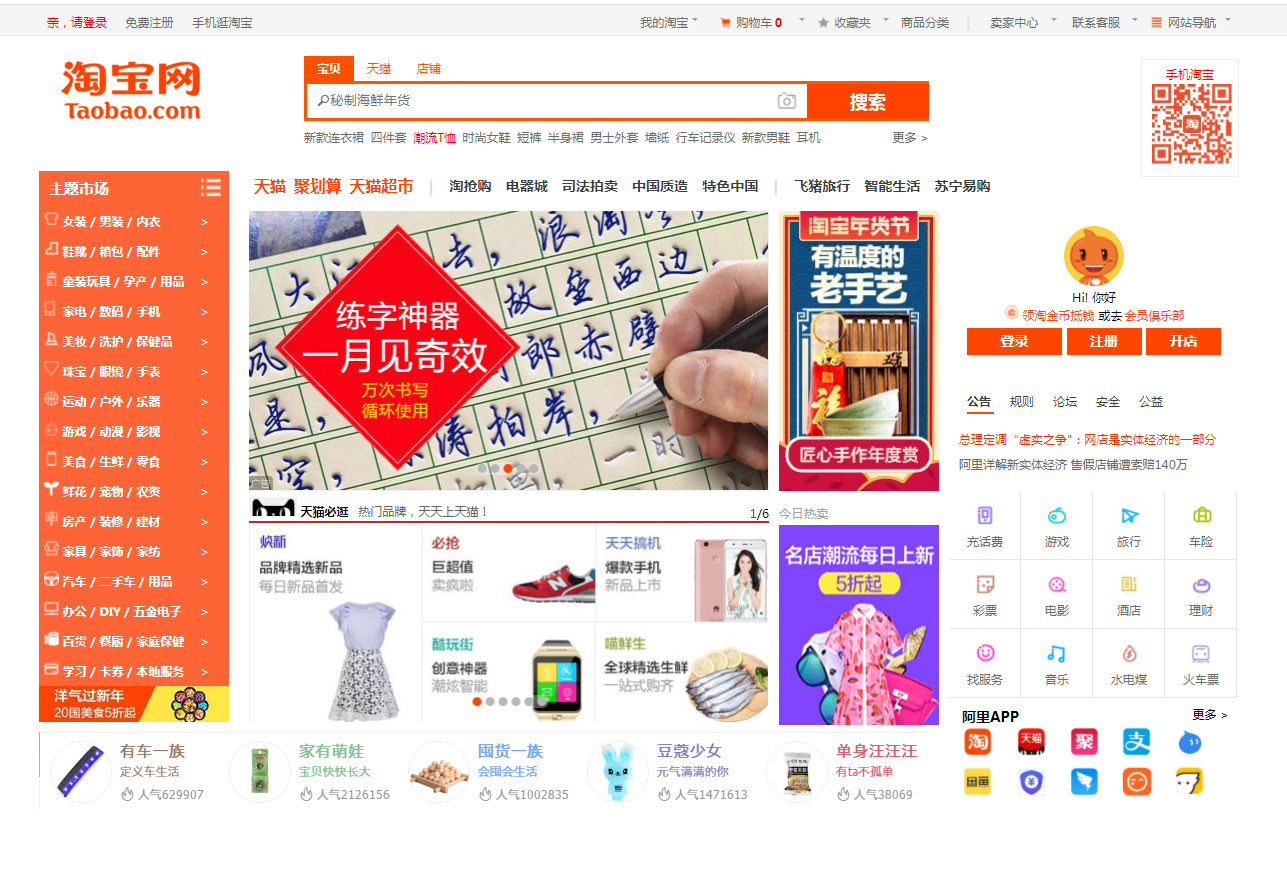 亲，请登录 免费注册 手机逛淘宝 我的淘宝 购物车 0 收藏夹 商品分类 | 卖家中心 联系客服 网站导航
淘宝网
Taobao.com
宝贝 天猫 店铺
秘制海鲜年货 搜索
新款连衣裙 四件套 潮流T恤 时尚女鞋 短裤 半身裙 男士外套 墙纸 行车记录仪 新款男鞋 耳机 更多 >
手机淘宝
淘
主题市场
女装 / 男装 / 内衣 >
鞋靴 / 箱包 / 配件 >
童装玩具 / 孕产 / 用品 >
家电 / 数码 / 手机 >
美妆 / 洗护 / 保健品 >
珠宝 / 眼镜 / 手表 >
运动 / 户外 / 乐器 >
游戏 / 动漫 / 影视 >
美食 / 生鲜 / 零食 >
鲜花 / 宠物 / 农资 >
房产 / 装修 / 建材 >
家具 / 家饰 / 家纺 >
汽车 / 二手车 / 用品 >
办公 / DIY / 五金电子 >
百货 / 餐厨 / 家庭保健 >
学习 / 卡券 / 本地服务 >
洋气过新年
20国美食5折起
天猫 聚划算 天猫超市 | 淘抢购 电器城 司法拍卖 中国质造 特色中国 | 飞猪旅行 智能生活 苏宁易购
大江 去，浪淘
故垒西边，
郎赤壁
涛拍岸，
一时
练字神器
一月见奇效
万次书写
循环使用
广告
淘宝年货节
有温度的
老手艺
匠心手作年度赏
天猫必逛 热门品牌，天天上天猫！ 1/6
焕新
品牌精选新品
每日新品首发
必抢
巨超值
卖疯啦
天天搞机
爆款手机
新品上市
酷玩街
创意神器
潮炫智能
喵鲜生
全球精选生鲜
一站式购齐
今日热卖
名店潮流每日上新
5折起
Hi! 你好
领淘金币抵钱 或去 会员俱乐部
登录 注册 开店
公告 规则 论坛 安全 公益
总理定调“虚实之争”：网店是实体经济的一部分
阿里详解新实体经济 售假店铺遭索赔140万
充话费 游戏 旅行 车险
彩票 电影 酒店 理财
找服务 音乐 水电煤 火车票
阿里APP 更多 >
淘 天猫 聚 支
有车一族
定义车生活
人气629907
家有萌娃
宝贝快快长大
人气2126156
囤货一族
会囤会生活
人气1002835
豆蔻少女
元气满满的你
人气1471613
单身汪汪汪
有ta不孤单
人气38069